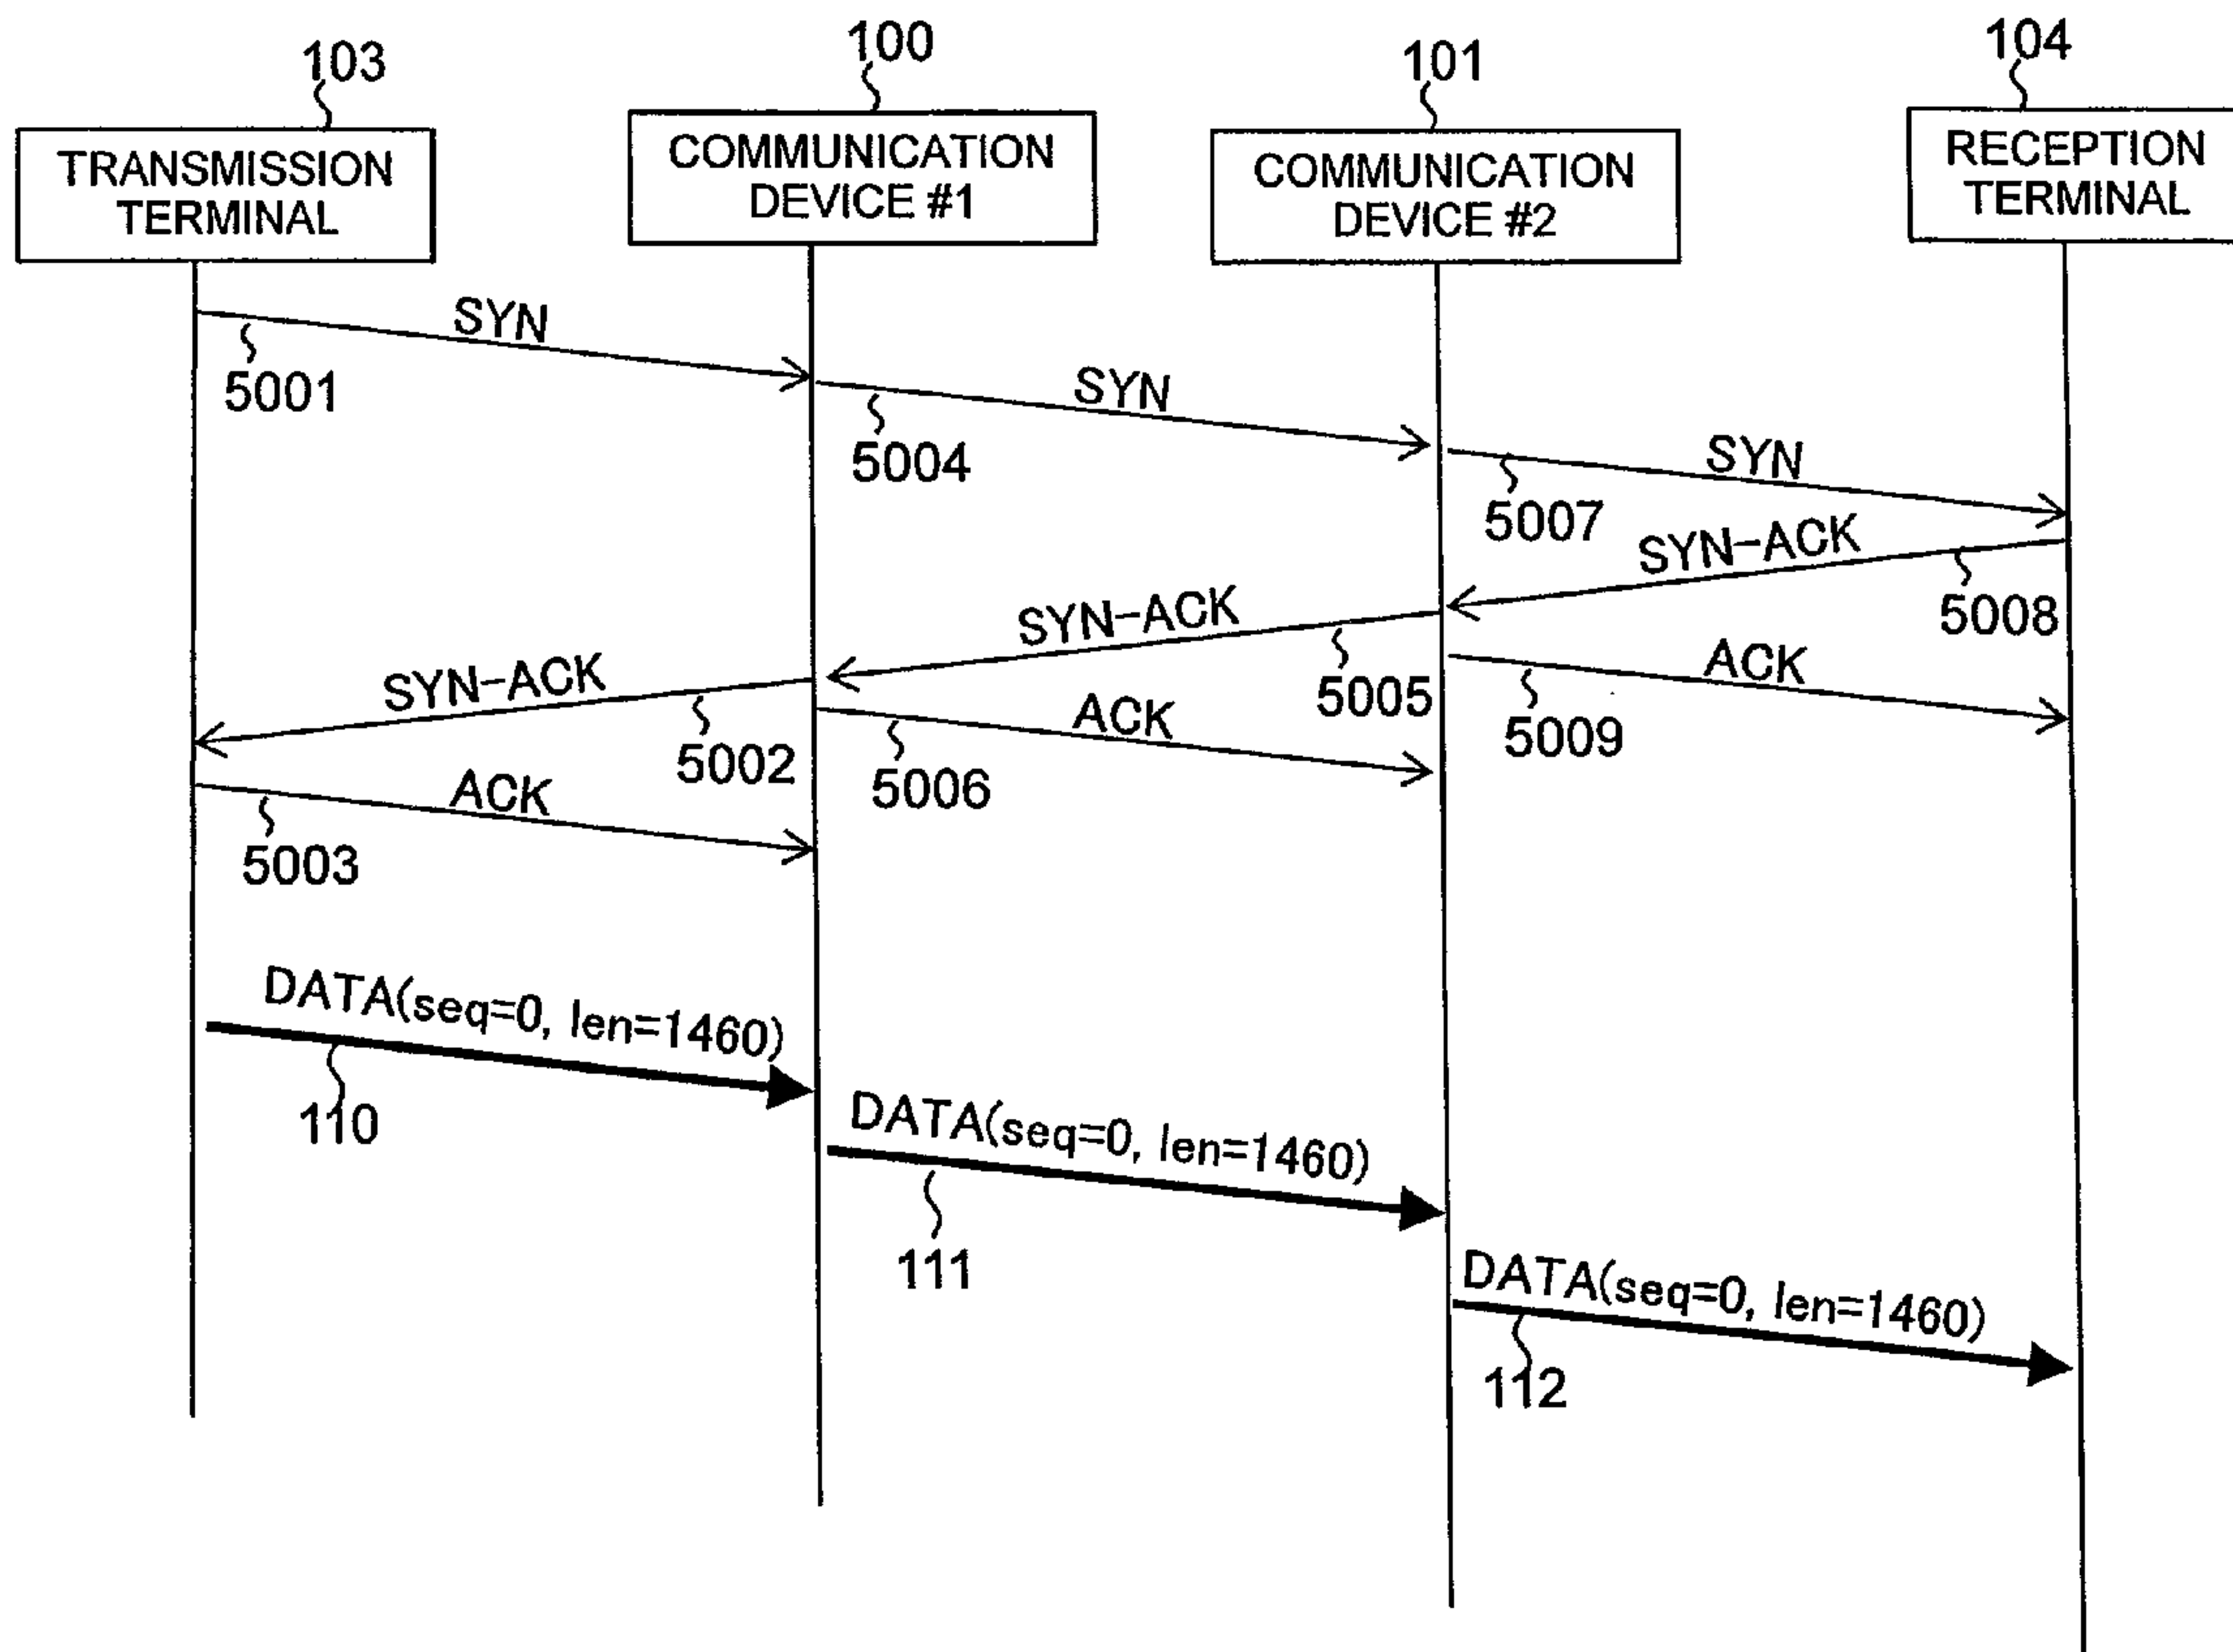 103
100
101
104
TRANSMISSION
TERMINAL
COMMUNICATION
DEVICE #1
COMMUNICATION
DEVICE #2
RECEPTION
TERMINAL
SYN
5001
SYN
5004
SYN
5007
SYN-ACK
5008
SYN-ACK
5005
SYN-ACK
5002
ACK
5009
ACK
5006
ACK
5003
DATA(seq=0, len=1460)
110
DATA(seq=0, len=1460)
111
DATA(seq=0, len=1460)
112